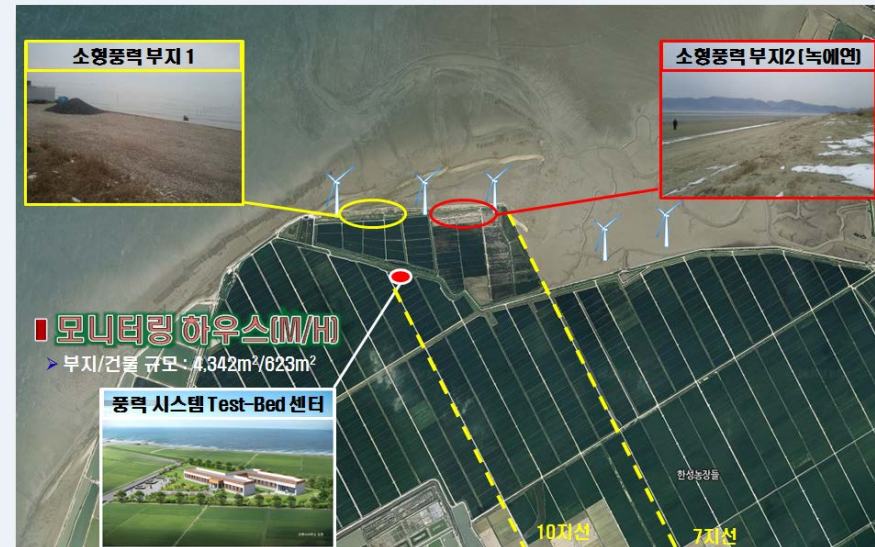 소형풍력 부지 1
소형풍력 부지2 (녹에연)
모니터링 하우스(M/H)
부지/건물 규모 : 4,342m²/623m²
풍력 시스템 Test-Bed 센터
한성농장들
10지선
7지선